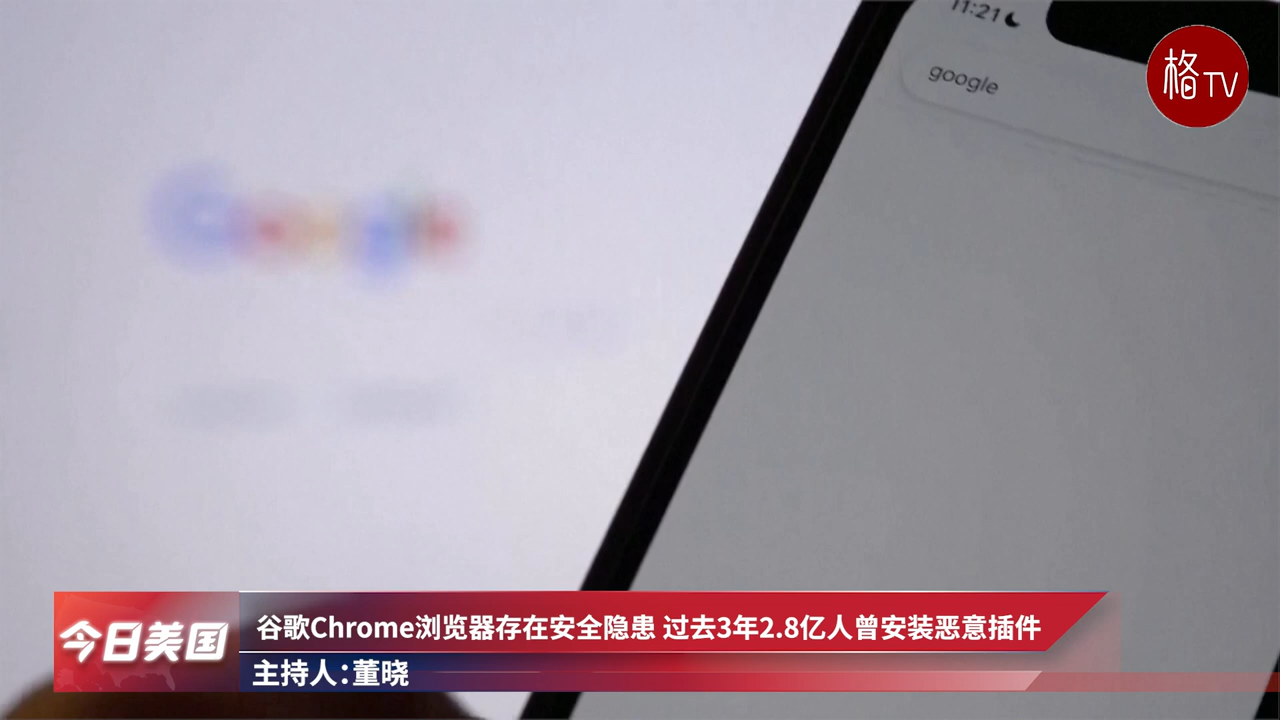 11:21
google
格TV
今日美国
谷歌Chrome浏览器存在安全隐患 过去3年2.8亿人曾安装恶意插件
主持人：董晓